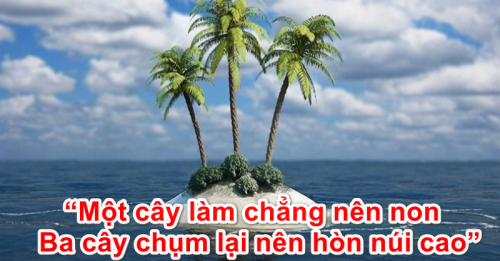 “Một cây làm chẳng nên non
Ba cây chụm lại nên hòn núi cao”